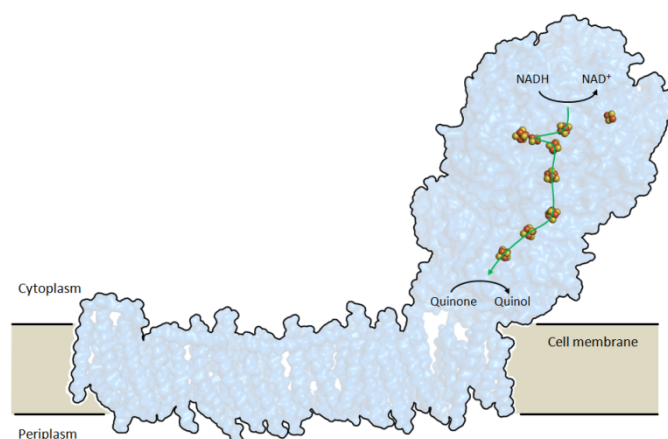 NADH NAD⁺
Cytoplasm
Quinone Quinol
Cell membrane
Periplasm